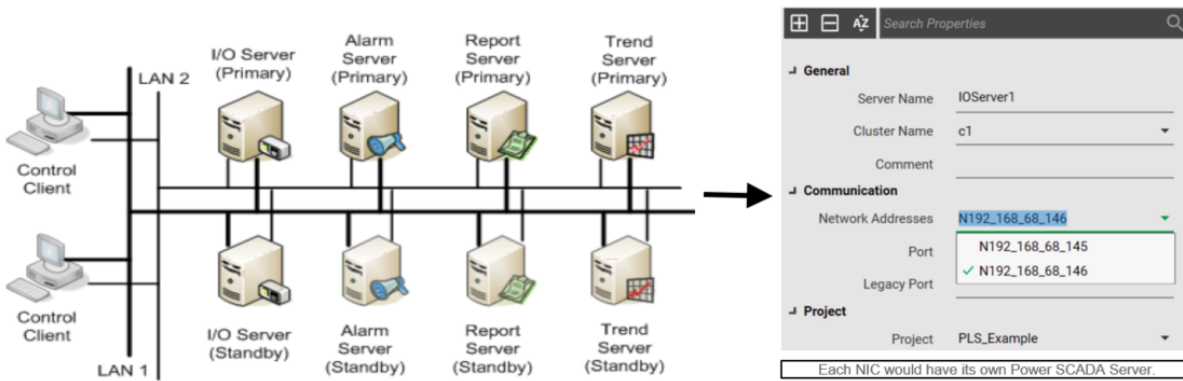 LAN 2
I/O Server
(Primary)
Alarm
Server
(Primary)
Report
Server
(Primary)
Trend
Server
(Primary)
Control
Client
Control
Client
LAN 1
I/O Server
(Standby)
Alarm
Server
(Standby)
Report
Server
(Standby)
Trend
Server
(Standby)
AZ Search Properties
General
Server Name IOServer1
Cluster Name c1
Comment
Communication
Network Addresses N192_168_68_146
N192_168_68_145
Port
✓ N192_168_68_146
Legacy Port
Project
Project PLS_Example
Each NIC would have its own Power SCADA Server.